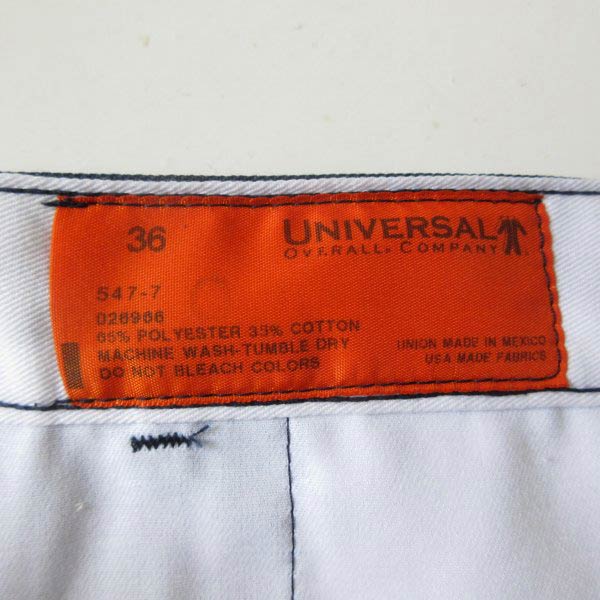 36
UNIVERSAL
OVERALL COMPANY
547-7
026966
65% POLYESTER 35% COTTON
MACHINE WASH-TUMBLE DRY
DO NOT BLEACH COLORS
UNION MADE IN MEXICO
USA MADE FABRICS